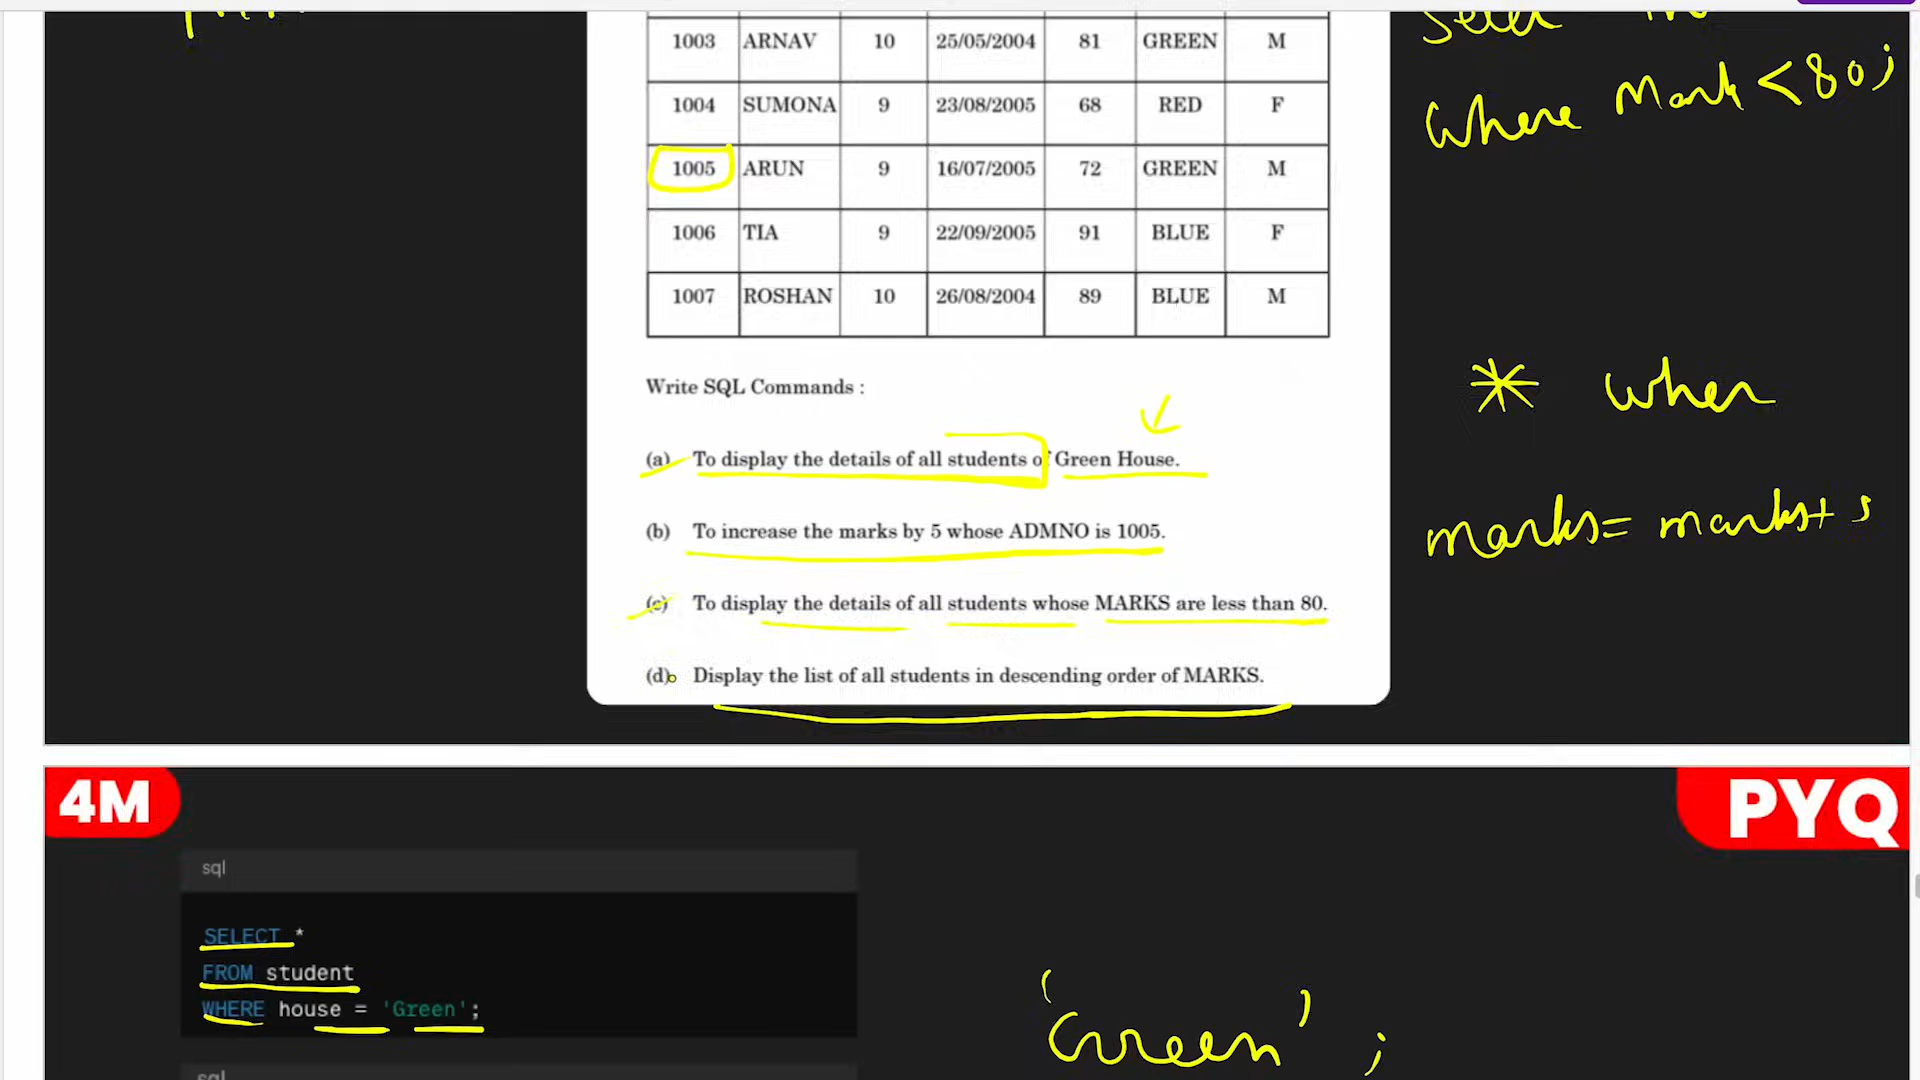 where Mark <80;
1003 ARNAV 10 25/05/2004 81 GREEN M
1004 SUMONA 9 23/08/2005 68 RED F
1005 ARUN 9 16/07/2005 72 GREEN M
1006 TIA 9 22/09/2005 91 BLUE F
1007 ROSHAN 10 26/08/2004 89 BLUE M
Write SQL Commands :
* when
(a) To display the details of all students of Green House.
(b) To increase the marks by 5 whose ADMNO is 1005.
marks= marks+ 5
(c) To display the details of all students whose MARKS are less than 80.
(d) Display the list of all students in descending order of MARKS.
4M
PYQ
sql
SELECT *
FROM student
WHERE house = 'Green';
'Green' ;
sql